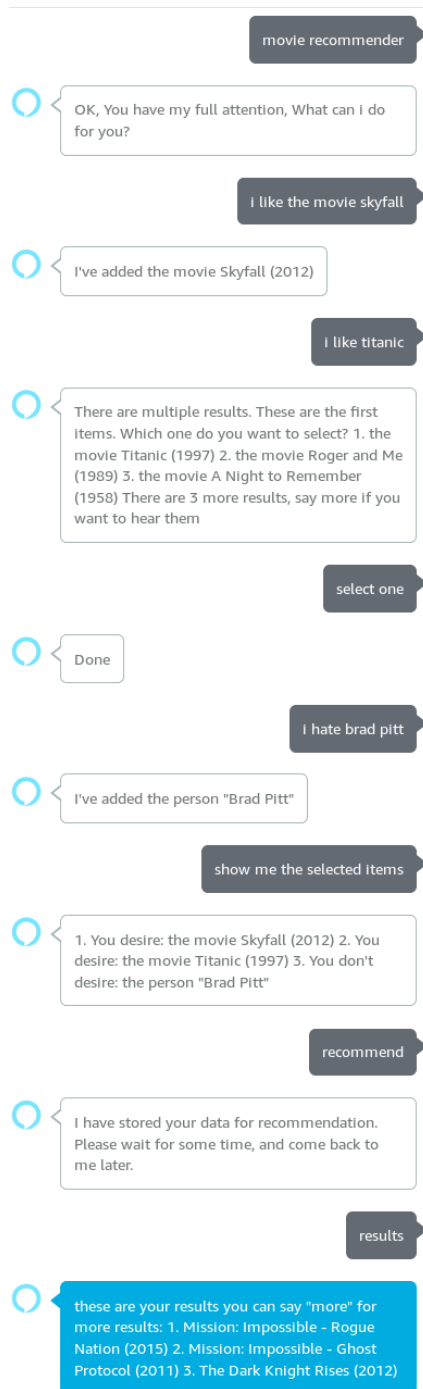 movie recommender
OK, You have my full attention, What can i do
for you?
i like the movie skyfall
I've added the movie Skyfall (2012)
i like titanic
There are multiple results. These are the first
items. Which one do you want to select? 1. the
movie Titanic (1997) 2. the movie Roger and Me
(1989) 3. the movie A Night to Remember
(1958) There are 3 more results, say more if you
want to hear them
select one
Done
i hate brad pitt
I've added the person "Brad Pitt"
show me the selected items
1. You desire: the movie Skyfall (2012) 2. You
desire: the movie Titanic (1997) 3. You don't
desire: the person "Brad Pitt"
recommend
I have stored your data for recommendation.
Please wait for some time, and come back to
me later.
results
these are your results you can say "more" for
more results: 1. Mission: Impossible - Rogue
Nation (2015) 2. Mission: Impossible - Ghost
Protocol (2011) 3. The Dark Knight Rises (2012)